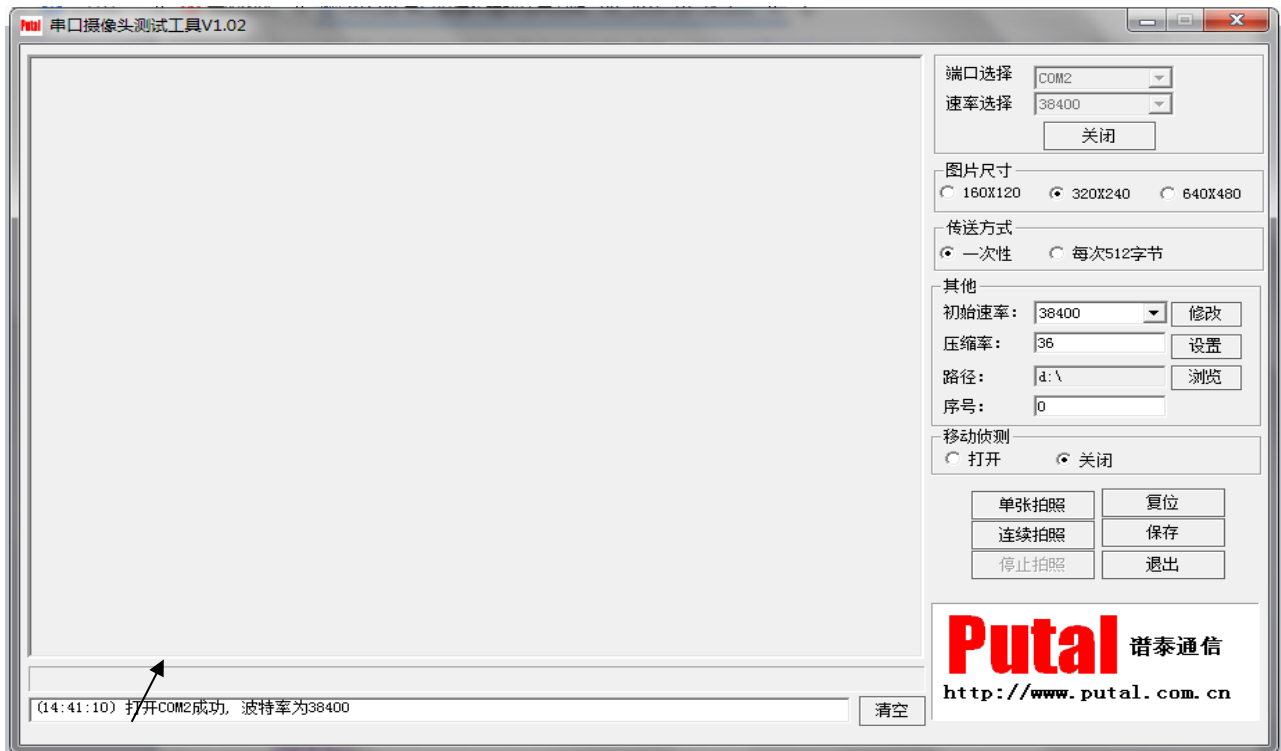 Putal 串口摄像头测试工具V1.02
端口选择 COM2
速率选择 38400
关闭
图片尺寸
160X120 320X240 640X480
传送方式
一次性 每次512字节
其他
初始速率： 38400 修改
压缩率： 36 设置
路径： d:\ 浏览
序号： 0
移动侦测
打开 关闭
单张拍照 复位
连续拍照 保存
停止拍照 退出
Putal 谱泰通信
http://www.putal.com.cn
(14:41:10) 打开COM2成功, 波特率为38400
清空